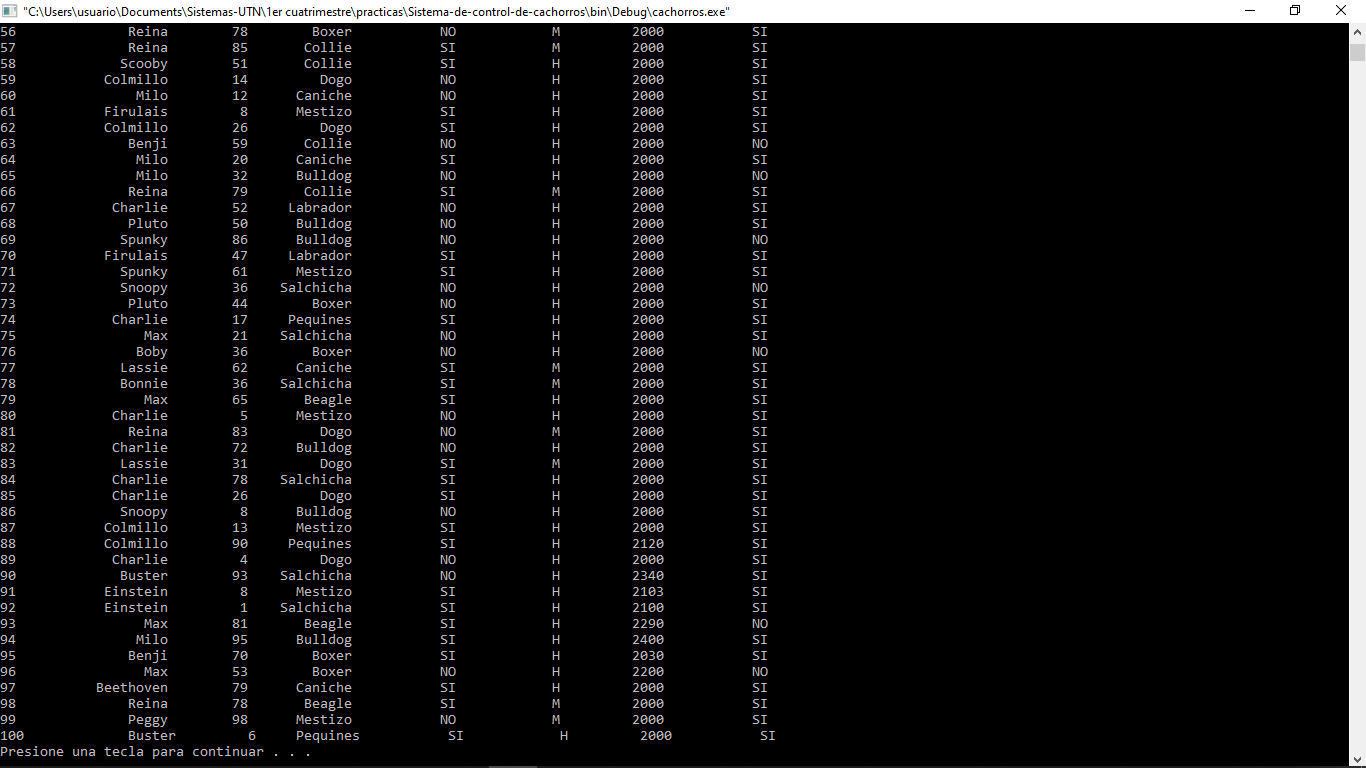 "C:\Users\usuario\Documents\Sistemas-UTN\1er cuatrimestre\practicas\Sistema-de-control-de-cachorros\bin\Debug\cachorros.exe"
56 Reina 78 Boxer NO M 2000 SI
57 Reina 85 Collie SI M 2000 SI
58 Scooby 51 Collie SI H 2000 SI
59 Colmillo 14 Dogo NO H 2000 SI
60 Milo 12 Caniche NO H 2000 SI
61 Firulais 8 Mestizo SI H 2000 SI
62 Colmillo 26 Dogo SI H 2000 SI
63 Benji 59 Collie NO H 2000 NO
64 Milo 20 Caniche SI H 2000 SI
65 Milo 32 Bulldog NO H 2000 NO
66 Reina 79 Collie SI M 2000 SI
67 Charlie 52 Labrador NO H 2000 SI
68 Pluto 50 Bulldog NO H 2000 SI
69 Spunky 86 Bulldog NO H 2000 NO
70 Firulais 47 Labrador SI H 2000 SI
71 Spunky 61 Mestizo SI H 2000 SI
72 Snoopy 36 Salchicha NO H 2000 NO
73 Pluto 44 Boxer NO H 2000 SI
74 Charlie 17 Pequines SI H 2000 SI
75 Max 21 Salchicha NO H 2000 SI
76 Boby 36 Boxer NO H 2000 NO
77 Lassie 62 Caniche SI M 2000 SI
78 Bonnie 36 Salchicha SI M 2000 SI
79 Max 65 Beagle SI H 2000 SI
80 Charlie 5 Mestizo NO H 2000 SI
81 Reina 83 Dogo NO M 2000 SI
82 Charlie 72 Bulldog NO H 2000 SI
83 Lassie 31 Dogo SI M 2000 SI
84 Charlie 78 Salchicha SI H 2000 SI
85 Charlie 26 Dogo SI H 2000 SI
86 Snoopy 8 Bulldog NO H 2000 SI
87 Colmillo 13 Mestizo SI H 2000 SI
88 Colmillo 90 Pequines SI H 2120 SI
89 Charlie 4 Dogo NO H 2000 SI
90 Buster 93 Salchicha NO H 2340 SI
91 Einstein 8 Mestizo SI H 2103 SI
92 Einstein 1 Salchicha SI H 2100 SI
93 Max 81 Beagle SI H 2290 NO
94 Milo 95 Bulldog SI H 2400 SI
95 Benji 70 Boxer SI H 2030 SI
96 Max 53 Boxer NO H 2200 NO
97 Beethoven 79 Caniche SI H 2000 SI
98 Reina 78 Beagle SI M 2000 SI
99 Peggy 98 Mestizo NO M 2000 SI
100 Buster 6 Pequines SI H 2000 SI
Presione una tecla para continuar . . .